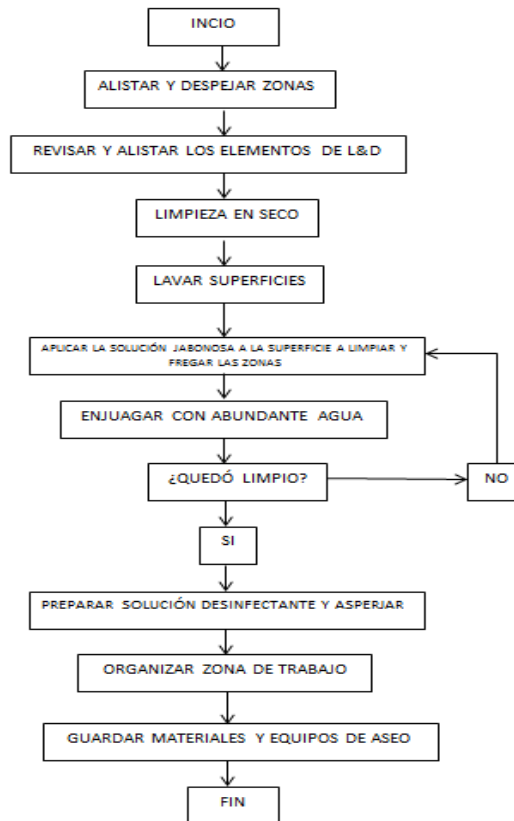 INCIO
ALISTAR Y DESPEJAR ZONAS
REVISAR Y ALISTAR LOS ELEMENTOS DE L&D
LIMPIEZA EN SECO
LAVAR SUPERFICIES
APLICAR LA SOLUCIÓN JABONOSA A LA SUPERFICIE A LIMPIAR Y
FREGAR LAS ZONAS
ENJUAGAR CON ABUNDANTE AGUA
¿QUEDÓ LIMPIO?
NO
SI
PREPARAR SOLUCIÓN DESINFECTANTE Y ASPERJAR
ORGANIZAR ZONA DE TRABAJO
GUARDAR MATERIALES Y EQUIPOS DE ASEO
FIN